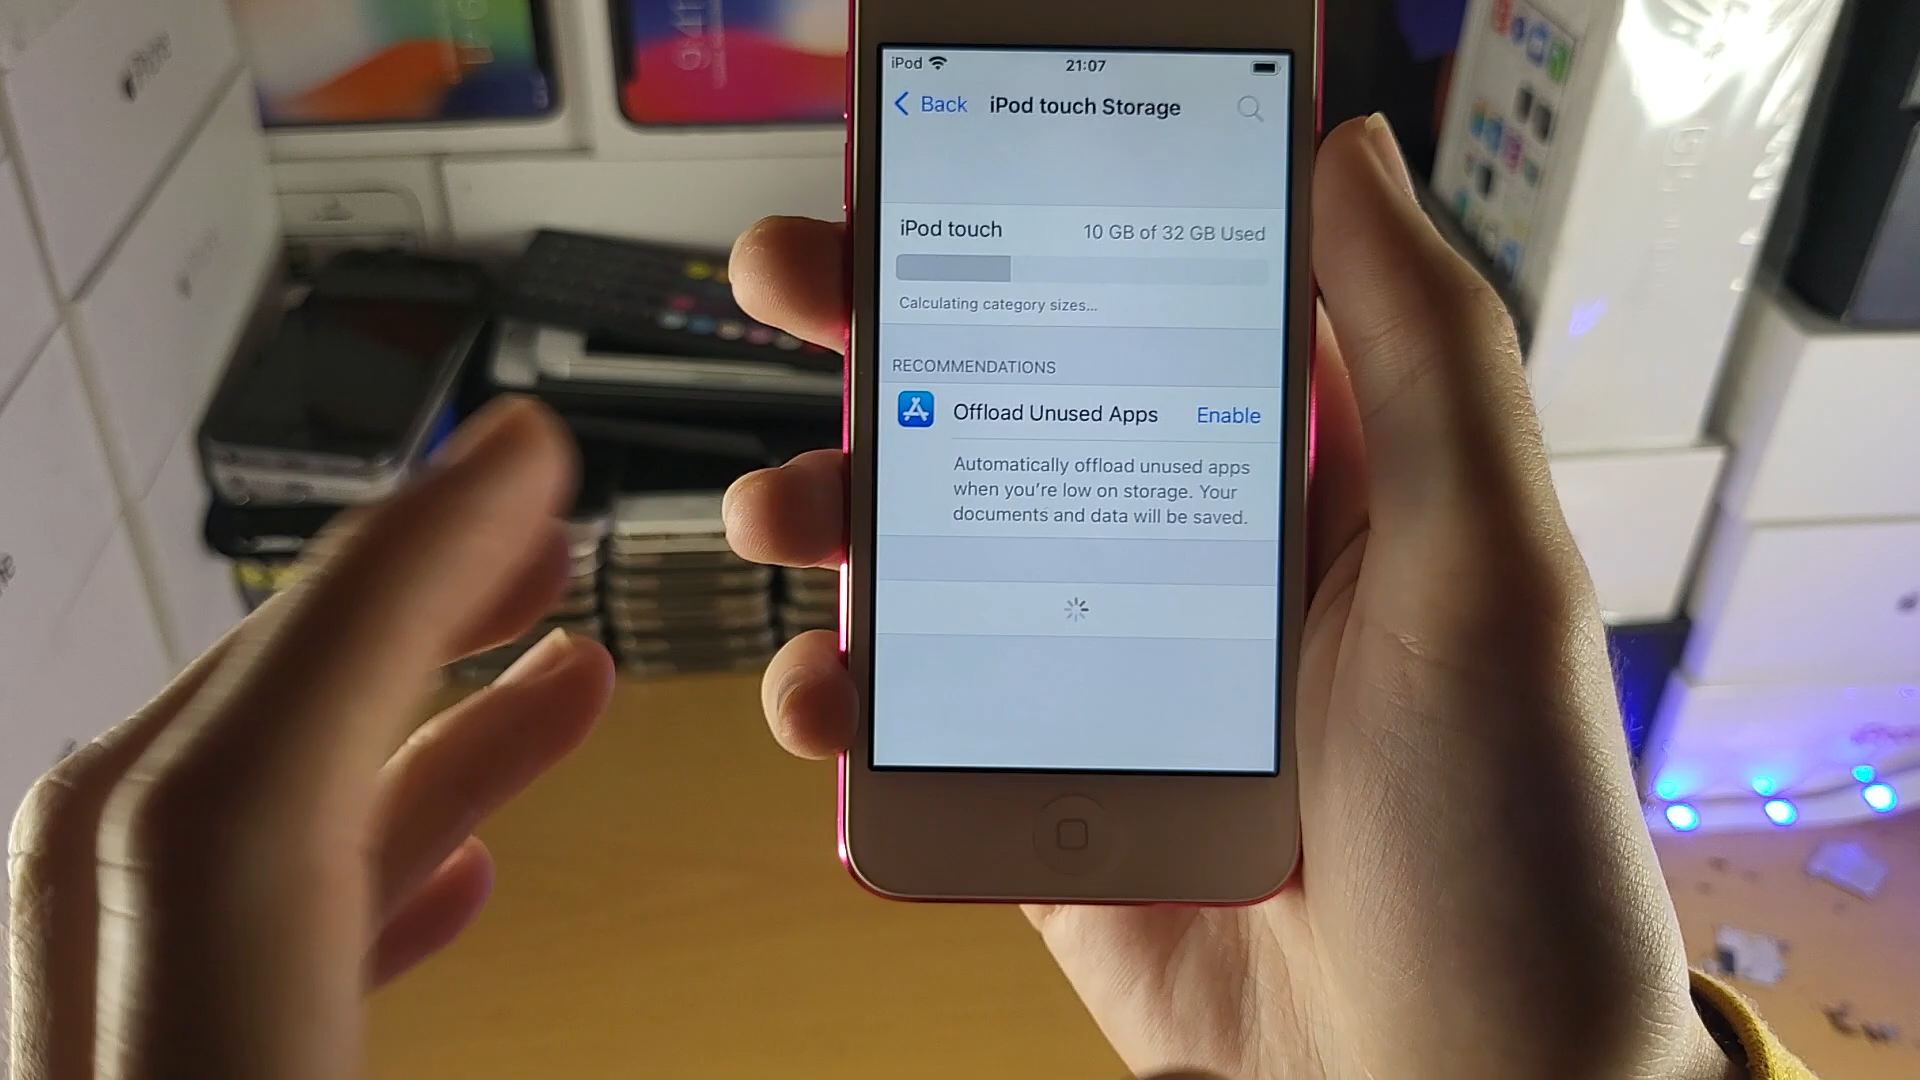 iPod 21:07
Back iPod touch Storage
iPod touch 10 GB of 32 GB Used
Calculating category sizes...
RECOMMENDATIONS
Offload Unused Apps Enable
Automatically offload unused apps
when you're low on storage. Your
documents and data will be saved.
iPhone